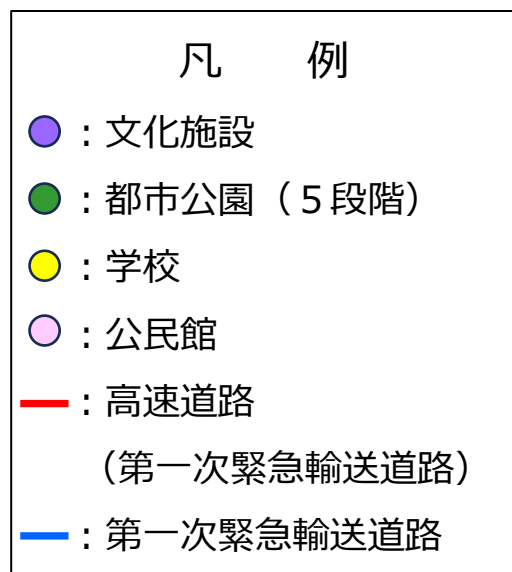 凡　例
：文化施設
：都市公園（５段階）
：学校
：公民館
：高速道路
（第一次緊急輸送道路）
：第一次緊急輸送道路